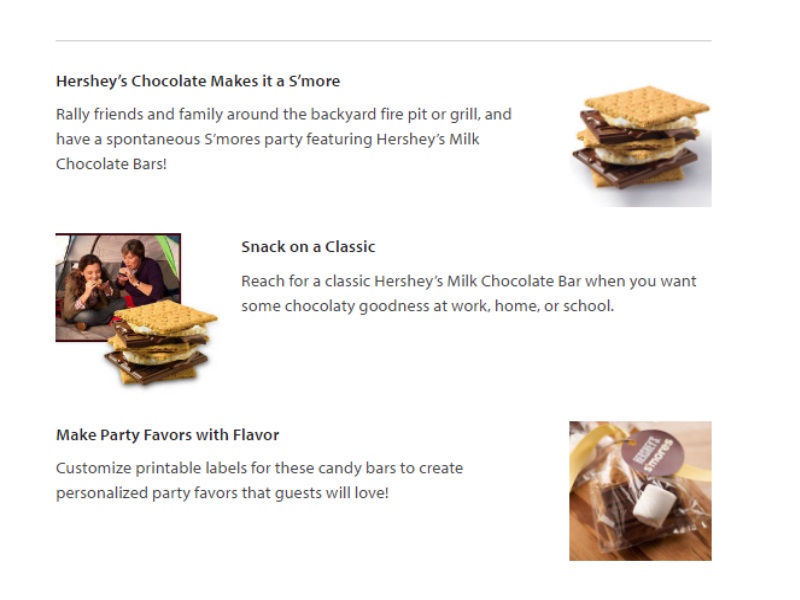 Hershey’s Chocolate Makes it a S’more
Rally friends and family around the backyard fire pit or grill, and
have a spontaneous S’mores party featuring Hershey’s Milk
Chocolate Bars!
Snack on a Classic
Reach for a classic Hershey’s Milk Chocolate Bar when you want
some chocolaty goodness at work, home, or school.
Make Party Favors with Flavor
Customize printable labels for these candy bars to create
personalized party favors that guests will love!
HERSHEY'S
s'mores